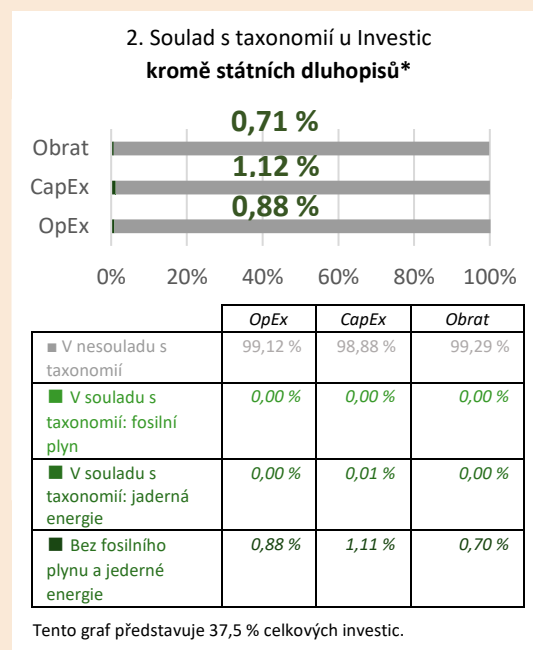 2. Soulad s taxonomií u Investic
kromě státních dluhopisů*
0,71 %
Obrat
1,12 %
CapEx
0,88 %
OpEx
0% 20% 40% 60% 80% 100%
OpEx CapEx Obrat
■ V nesouladu s 99,12 % 98,88 % 99,29 %
taxonomií
■ V souladu s 0,00 % 0,00 % 0,00 %
taxonomií: fosilní
plyn
■ V souladu s 0,00 % 0,01 % 0,00 %
taxonomií: jaderná
energie
■ Bez fosilního 0,88 % 1,11 % 0,70 %
plynu a jederné
energie
Tento graf představuje 37,5 % celkových investic.